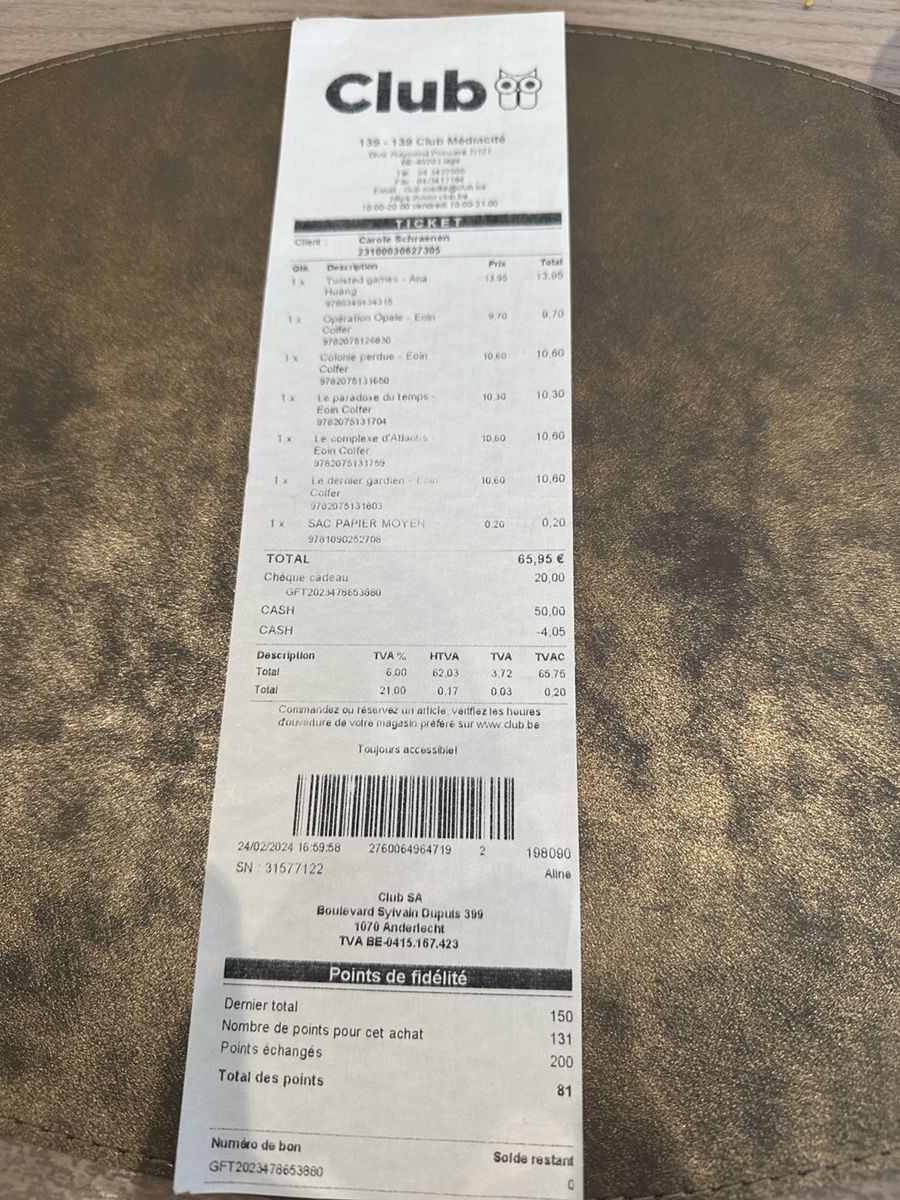 Club
139 - 139 Club Médiacité
10:00-20:00 vendredi 10:00-21:00
TICKET
Client : Carole Schraenen
23100030627305
Qté. Description Prix Total
1 x Twisted games - Ana 13.95 13,95
Huang
9780349434315
1 x Opération Opale - Eoin 9,70 9,70
Colfer
9782075126830
1 x Colonie perdue - Eoin 10,60 10,60
Colfer
9782075131650
1 x Le paradoxe du temps - 10,30 10,30
Eoin Colfer
9782075131704
1 x Le complexe d'Atlantis - 10,60 10,60
Eoin Colfer
9782075131759
1 x Le dernier gardien - Eoin 10,60 10,60
Colfer
9782075131803
1 x SAC PAPIER MOYEN 0,20 0,20
9781090252708
TOTAL 65,95 €
Chèque cadeau 20,00
GFT2023478653880
CASH 50,00
CASH -4,05
Description TVA % HTVA TVA TVAC
Total 6,00 62,03 3,72 65,75
Total 21,00 0,17 0,03 0,20
Commandez ou réservez un article, vérifiez les heures
d'ouverture de votre magasin préféré sur www.club.be
Toujours accessible!
24/02/2024 16:59:58 2760064964719 2 198090
SN : 31577122 Aline
Club SA
Boulevard Sylvain Dupuis 399
1070 Anderlecht
TVA BE-0415.167.423
Points de fidélité
Dernier total 150
Nombre de points pour cet achat 131
Points échangés 200
Total des points 81
Numéro de bon Solde restant
GFT2023478653880 0